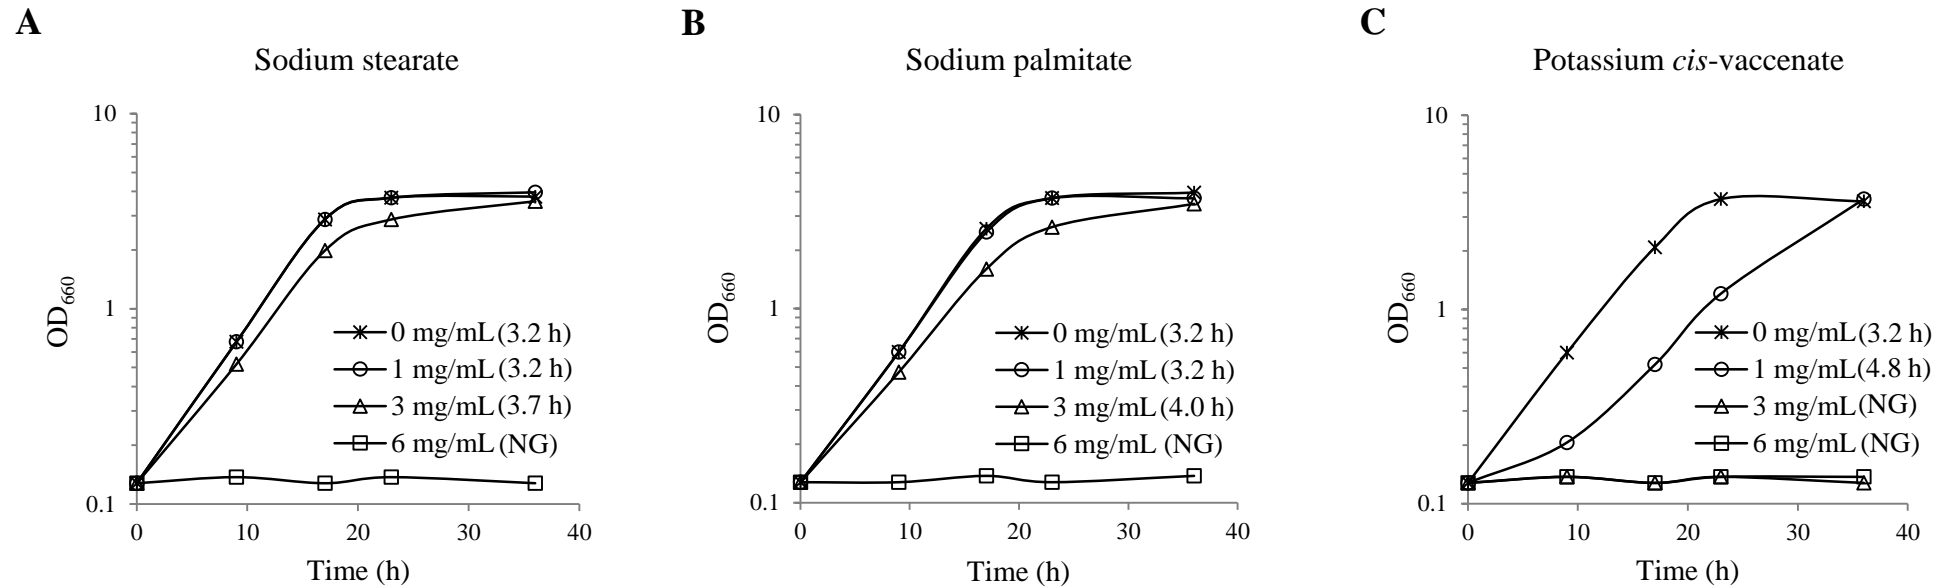 A
Sodium stearate
10
1
0.1
OD660
0 mg/mL (3.2 h)
1 mg/mL (3.2 h)
3 mg/mL (3.7 h)
6 mg/mL (NG)
0 10 20 30 40
Time (h)
B
Sodium palmitate
10
1
0.1
OD660
0 mg/mL (3.2 h)
1 mg/mL (3.2 h)
3 mg/mL (4.0 h)
6 mg/mL (NG)
0 10 20 30 40
Time (h)
C
Potassium cis-vaccenate
10
1
0.1
OD660
0 mg/mL (3.2 h)
1 mg/mL (4.8 h)
3 mg/mL (NG)
6 mg/mL (NG)
0 10 20 30 40
Time (h)